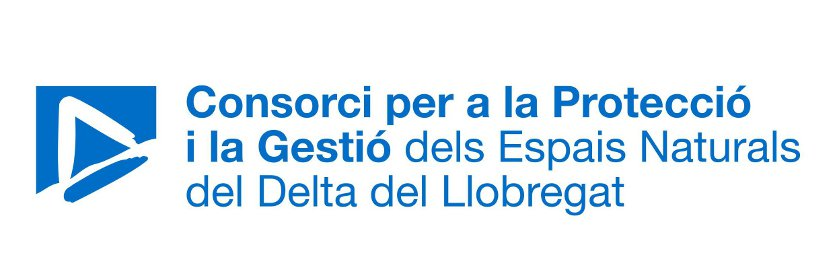 Consorci per a la Protecció
i la Gestió dels Espais Naturals
del Delta del Llobregat